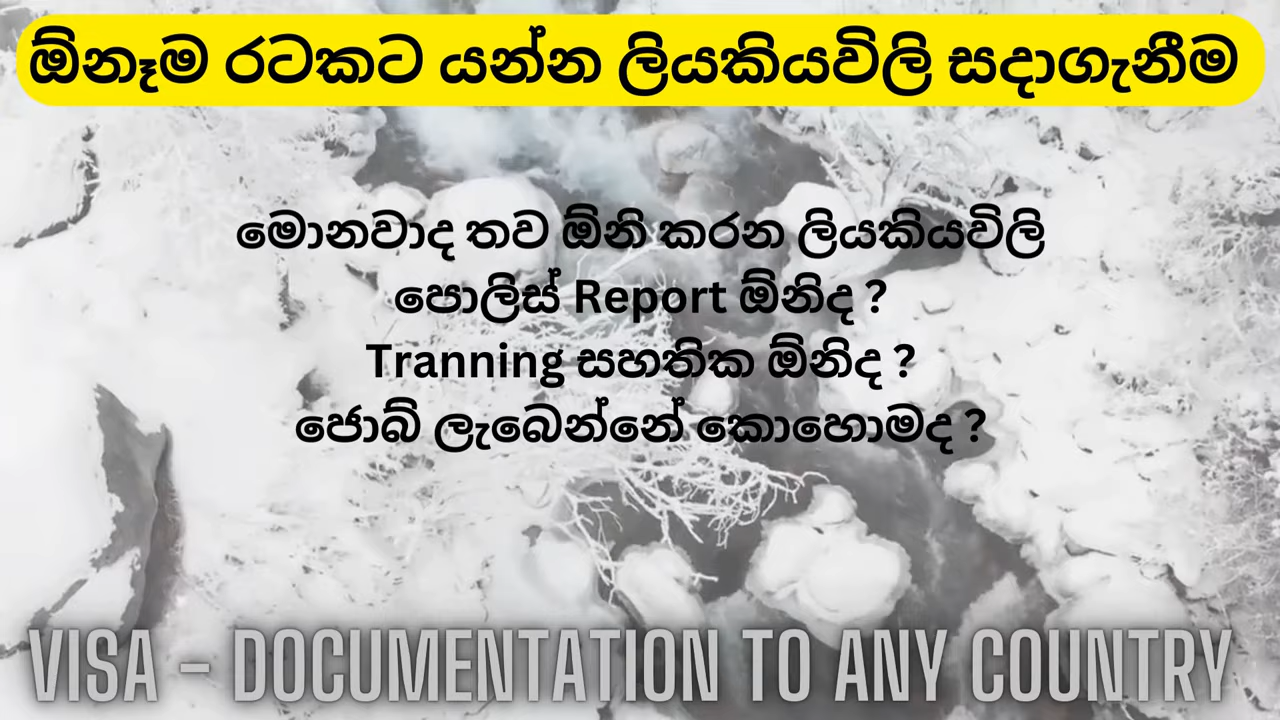 ඕනෑම රටකට යන්න ලියකියවිලි සදාගැනීම
මොනවාද තව ඕනි කරන ලියකියවිලි
පොලිස් Report ඕනිද ?
Tranning සහතික ඕනිද ?
ජොබ් ලැබෙන්නේ කොහොමද ?
VISA - DOCUMENTATION TO ANY COUNTRY